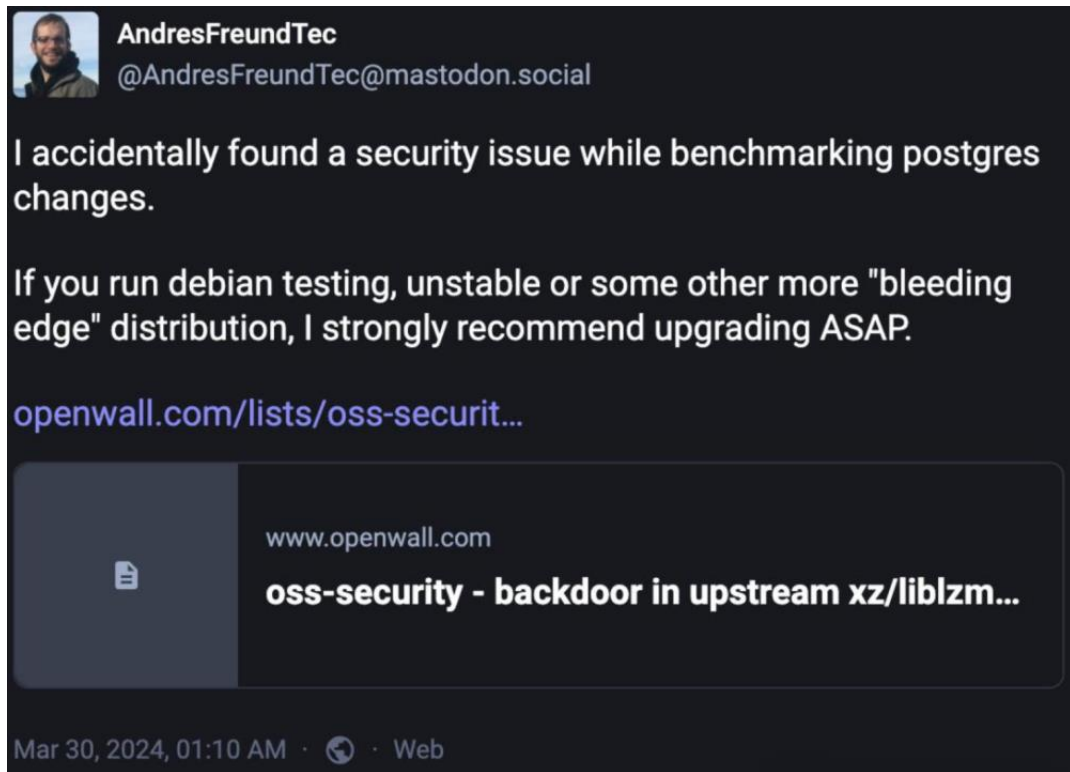 AndresFreundTec
@AndresFreundTec@mastodon.social
I accidentally found a security issue while benchmarking postgres
changes.
If you run debian testing, unstable or some other more "bleeding
edge" distribution, I strongly recommend upgrading ASAP.
openwall.com/lists/oss-securit…
www.openwall.com
oss-security - backdoor in upstream xz/liblzm...
Mar 30, 2024, 01:10 AM · · Web